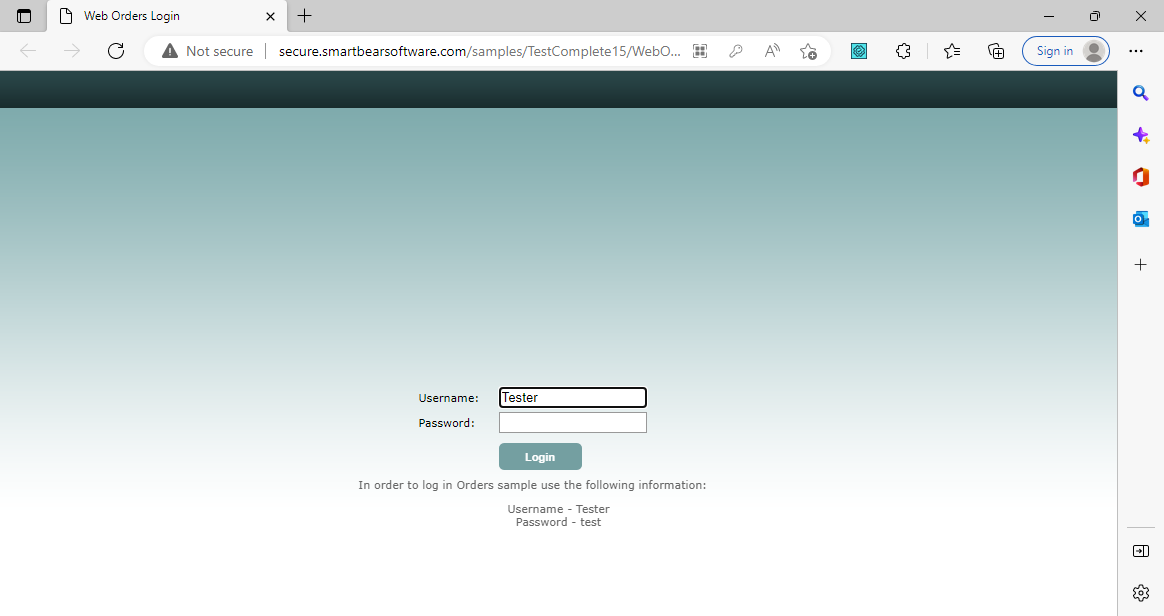 Web Orders Login
Not secure
secure.smartbearsoftware.com/samples/TestComplete15/WebO...
Sign in
Username:
Tester
Password:
Login
In order to log in Orders sample use the following information:
Username - Tester
Password - test